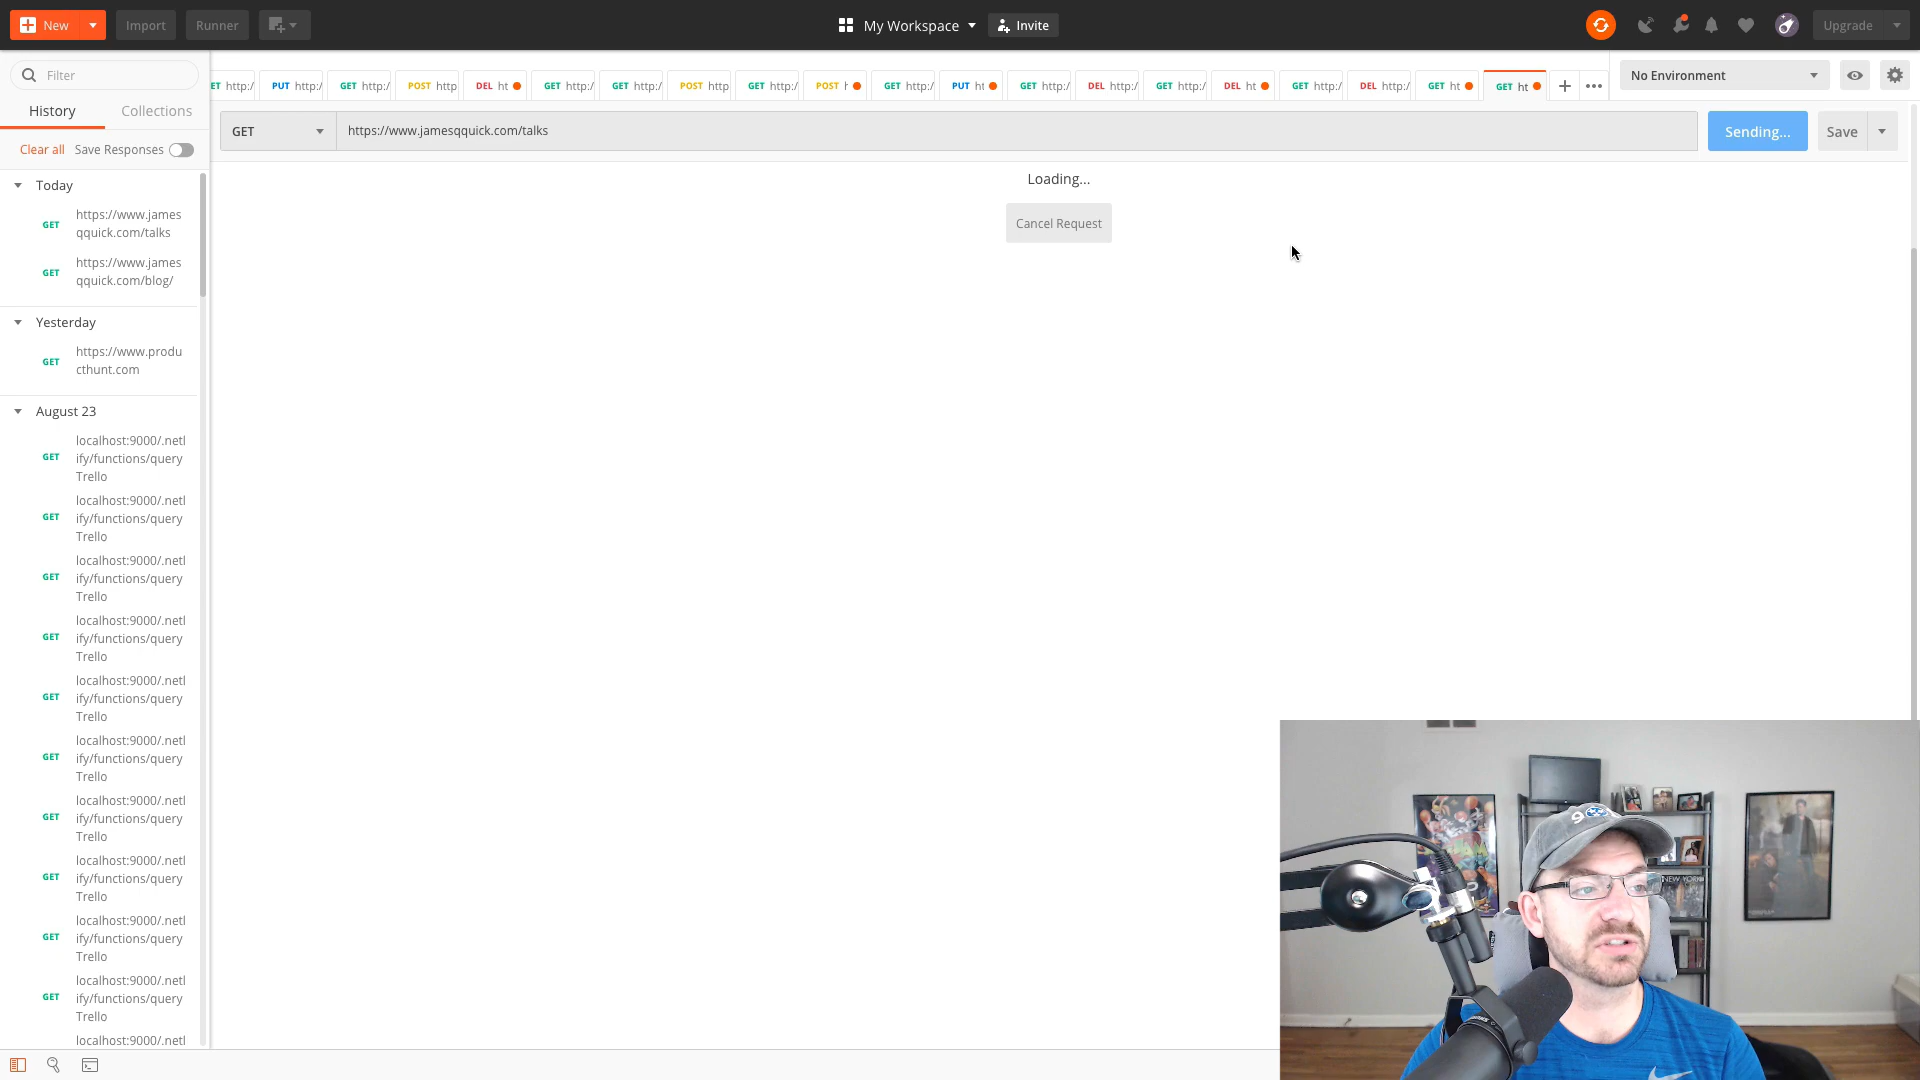 New
Import
Runner
My Workspace
Invite
Upgrade
Filter
http:/
PUT http:/
GET http:/
POST http
DEL ht
GET http:/
GET http:/
POST http
GET http:/
POST h
GET http:/
PUT ht
GET http:/
DEL http:/
GET http:/
DEL ht
GET http:/
DEL http:/
GET ht
GET ht
No Environment
History
Collections
GET
https://www.jamesqquick.com/talks
Sending...
Save
Clear all
Save Responses
Loading...
Cancel Request
Today
GET
https://www.james
qquick.com/talks
GET
https://www.james
qquick.com/blog/
Yesterday
GET
https://www.produ
cthunt.com
August 23
GET
localhost:9000/.netl
ify/functions/query
Trello
GET
localhost:9000/.netl
ify/functions/query
Trello
GET
localhost:9000/.netl
ify/functions/query
Trello
GET
localhost:9000/.netl
ify/functions/query
Trello
GET
localhost:9000/.netl
ify/functions/query
Trello
GET
localhost:9000/.netl
ify/functions/query
Trello
GET
localhost:9000/.netl
ify/functions/query
Trello
GET
localhost:9000/.netl
ify/functions/query
Trello
GET
localhost:9000/.netl
ify/functions/query
Trello
GET
localhost:9000/.netl
ify/functions/query
Trello
localhost:9000/.netl
NEW YORK